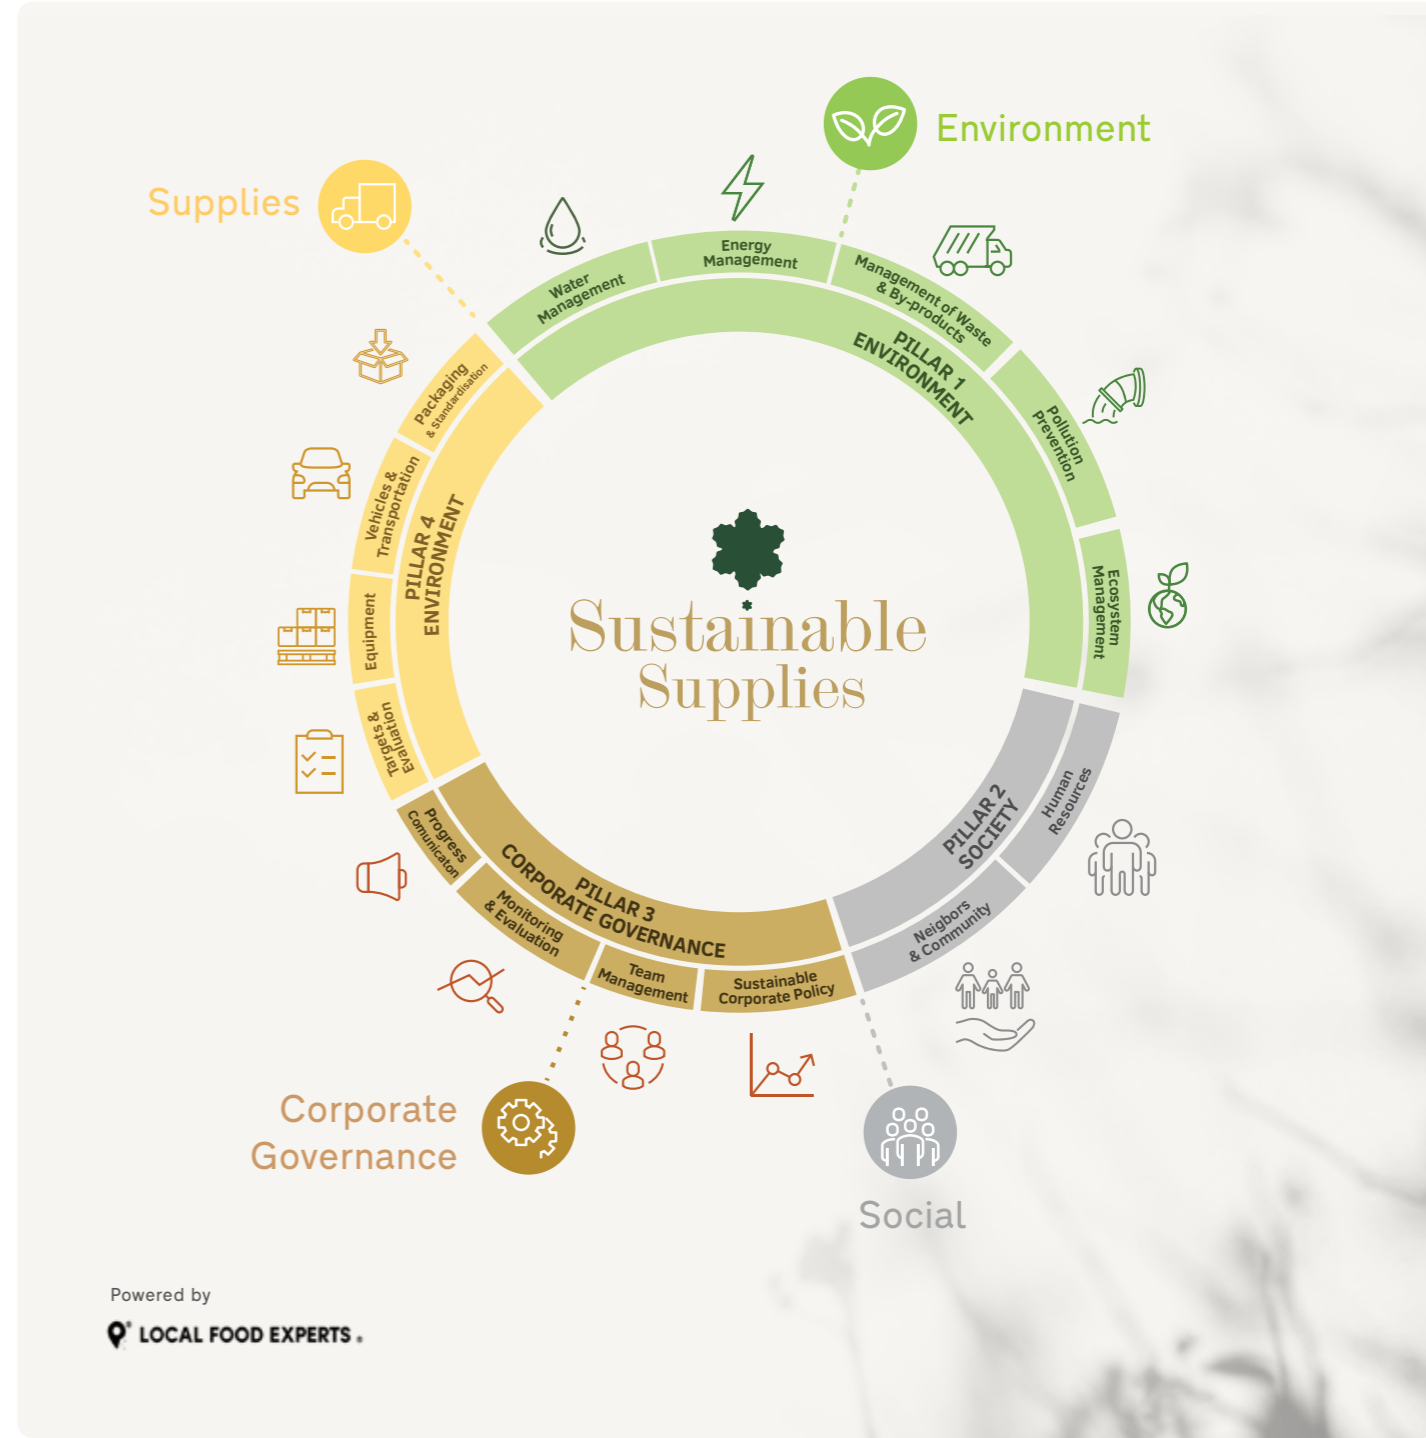 Environment
Supplies
Energy
Management
Water
Management
Management of Waste
& By-products
PILLAR 1
ENVIRONMENT
Pollution
Prevention
Ecosystem
Management
Packaging
& Standardisation
Vehicles &
Transportation
PILLAR 4
ENVIRONMENT
Equipment
Targets &
Evaluation
Sustainable
Supplies
Human
Resources
PILLAR 2
SOCIETY
Neigbors
& Community
Progress
Comunicaton
PILLAR 3
CORPORATE GOVERNANCE
Monitoring
& Evaluation
Team
Management
Sustainable
Corporate Policy
Corporate
Governance
Social
Powered by
LOCAL FOOD EXPERTS